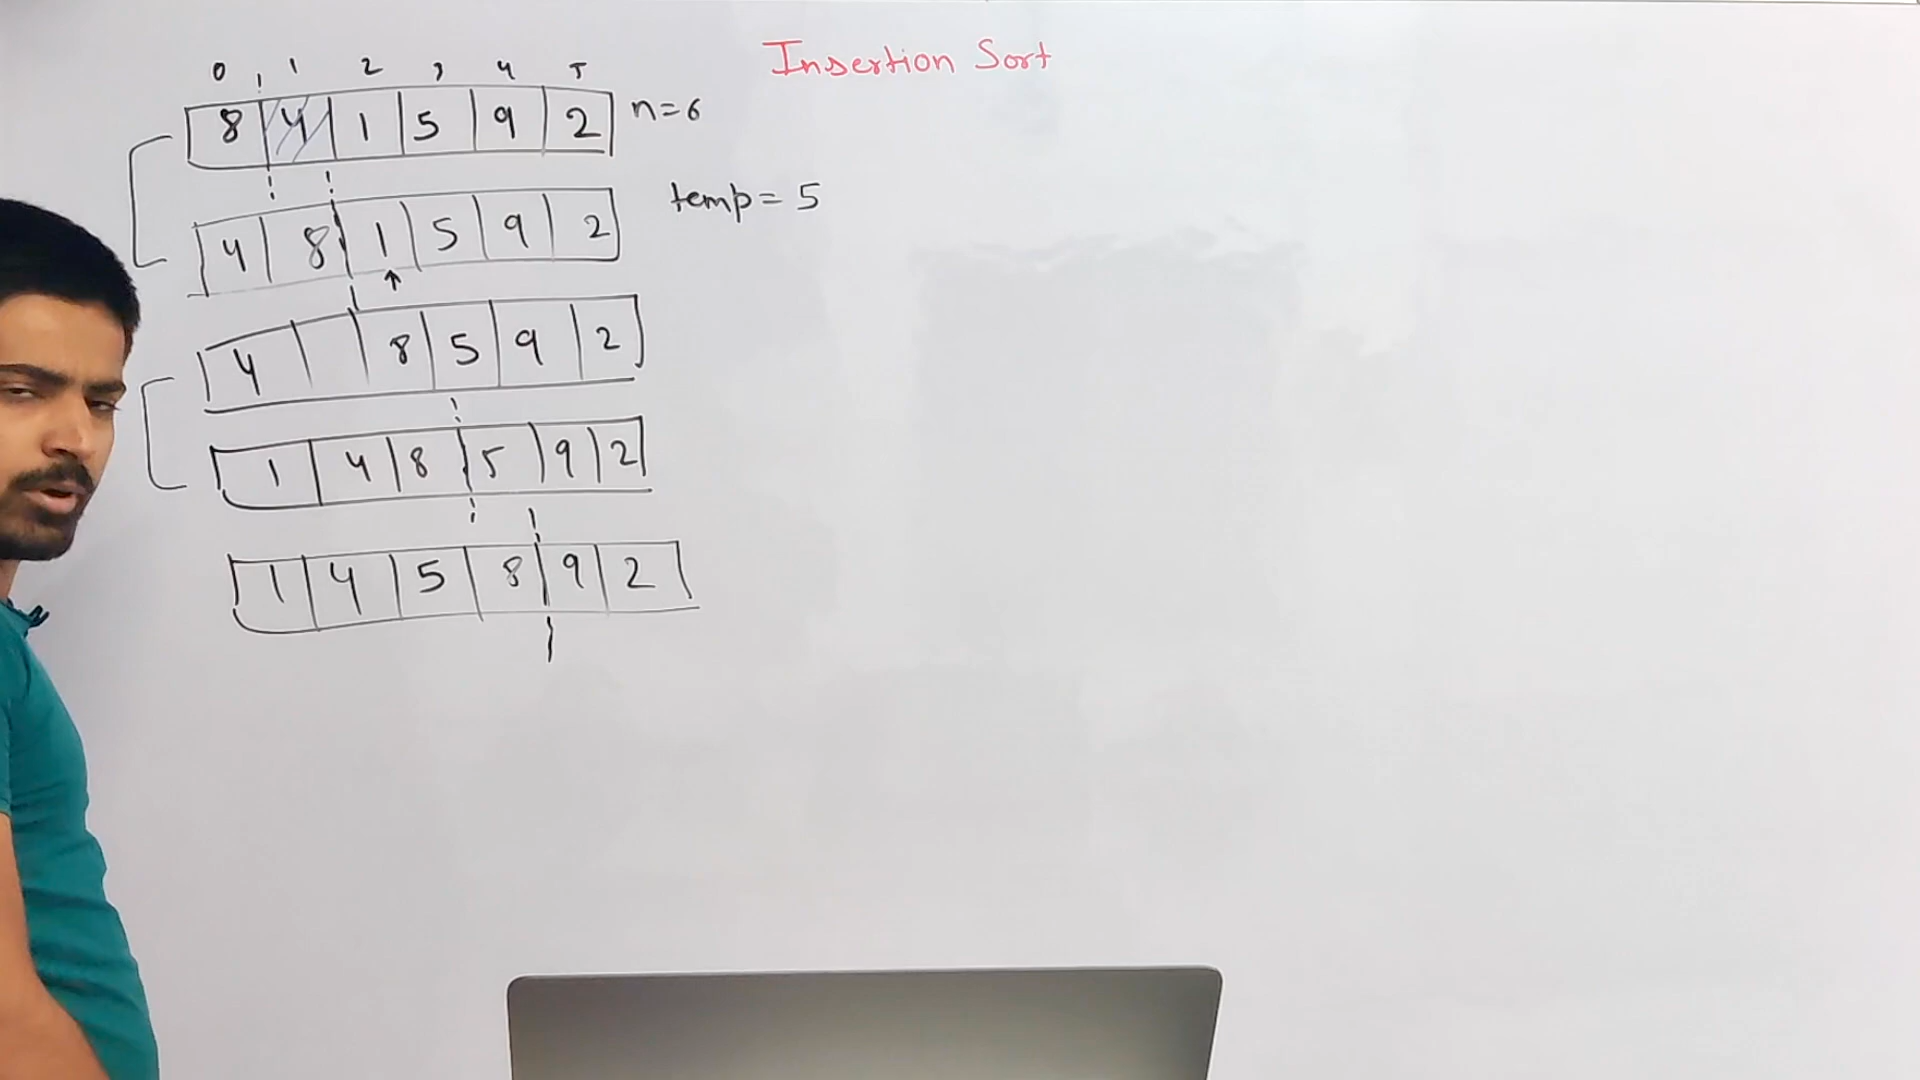 Insertion Sort
0 1 2 3 4 5
8 4 1 5 9 2 n=6
temp= 5
4 8 1 5 9 2
4 8 5 9 2
1 4 8 5 9 2
1 4 5 8 9 2